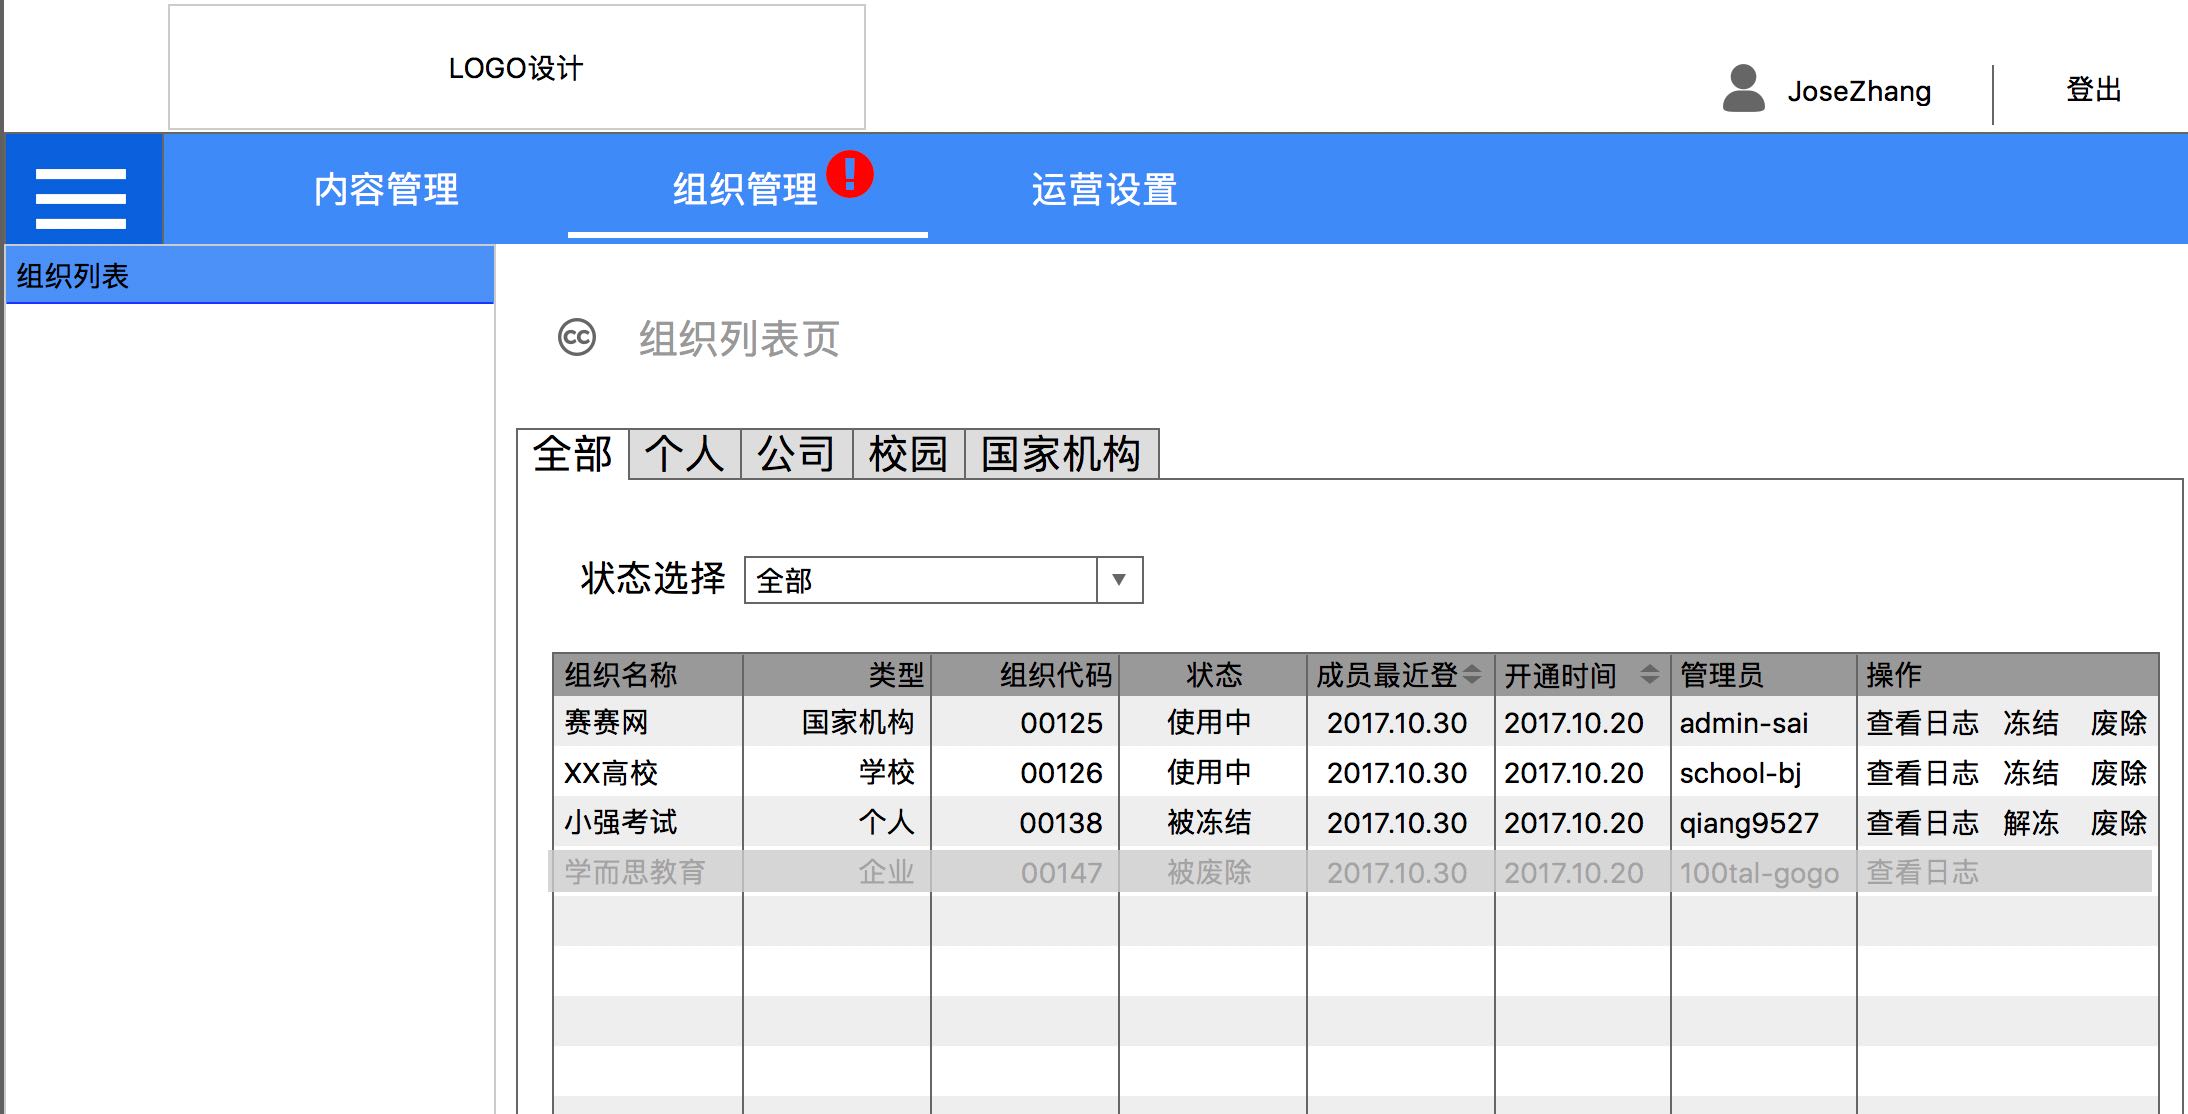 LOGO设计
JoseZhang 登出
内容管理 组织管理 ! 运营设置
组织列表
cc 组织列表页
全部 个人 公司 校园 国家机构
状态选择 全部
组织名称 类型 组织代码 状态 成员最近登 开通时间 管理员 操作
赛赛网 国家机构 00125 使用中 2017.10.30 2017.10.20 admin-sai 查看日志 冻结 废除
XX高校 学校 00126 使用中 2017.10.30 2017.10.20 school-bj 查看日志 冻结 废除
小强考试 个人 00138 被冻结 2017.10.30 2017.10.20 qiang9527 查看日志 解冻 废除
学而思教育 企业 00147 被废除 2017.10.30 2017.10.20 100tal-gogo 查看日志